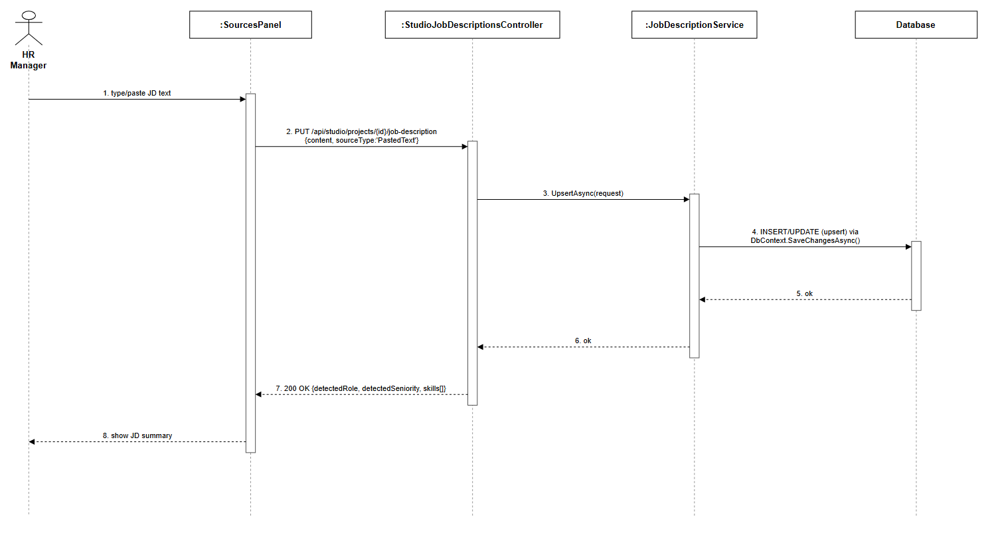 HR
Manager
:SourcesPanel
:StudioJobDescriptionsController
:JobDescriptionService
Database
1. type/paste JD text
2. PUT /api/studio/projects/{id}/job-description
{content, sourceType:'PastedText'}
3. UpsertAsync(request)
4. INSERT/UPDATE (upsert) via
DbContext.SaveChangesAsync()
5. ok
6. ok
7. 200 OK {detectedRole, detectedSeniority, skills[]}
8. show JD summary